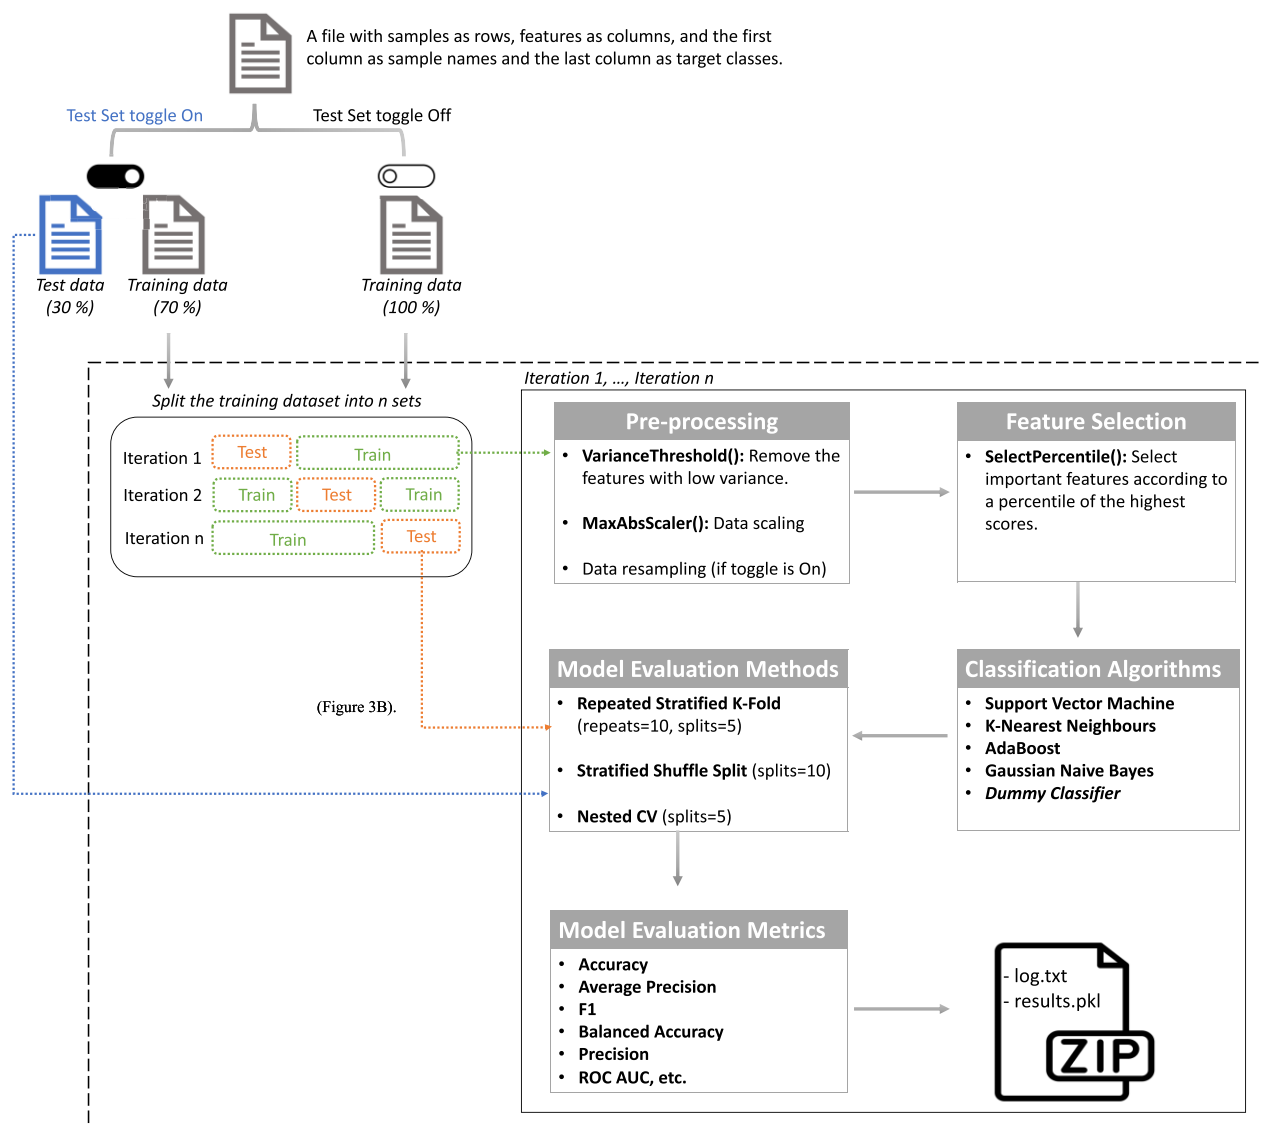 A file with samples as rows, features as columns, and the first
column as sample names and the last column as target classes.
Test Set toggle On
Test Set toggle Off
Test data
(30 %)
Training data
(70 %)
Training data
(100 %)
Split the training dataset into n sets
Iteration 1
Test
Train
Iteration 2
Train
Test
Train
Iteration n
Train
Test
(Figure 3B).
Iteration 1, ..., Iteration n
Pre-processing
• VarianceThreshold(): Remove the
features with low variance.
• MaxAbsScaler(): Data scaling
• Data resampling (if toggle is On)
Feature Selection
• SelectPercentile(): Select
important features according to
a percentile of the highest
scores.
Classification Algorithms
• Support Vector Machine
• K-Nearest Neighbours
• AdaBoost
• Gaussian Naive Bayes
• Dummy Classifier
Model Evaluation Methods
• Repeated Stratified K-Fold
(repeats=10, splits=5)
• Stratified Shuffle Split (splits=10)
• Nested CV (splits=5)
Model Evaluation Metrics
• Accuracy
• Average Precision
• F1
• Balanced Accuracy
• Precision
• ROC AUC, etc.
- log.txt
- results.pkl
ZIP